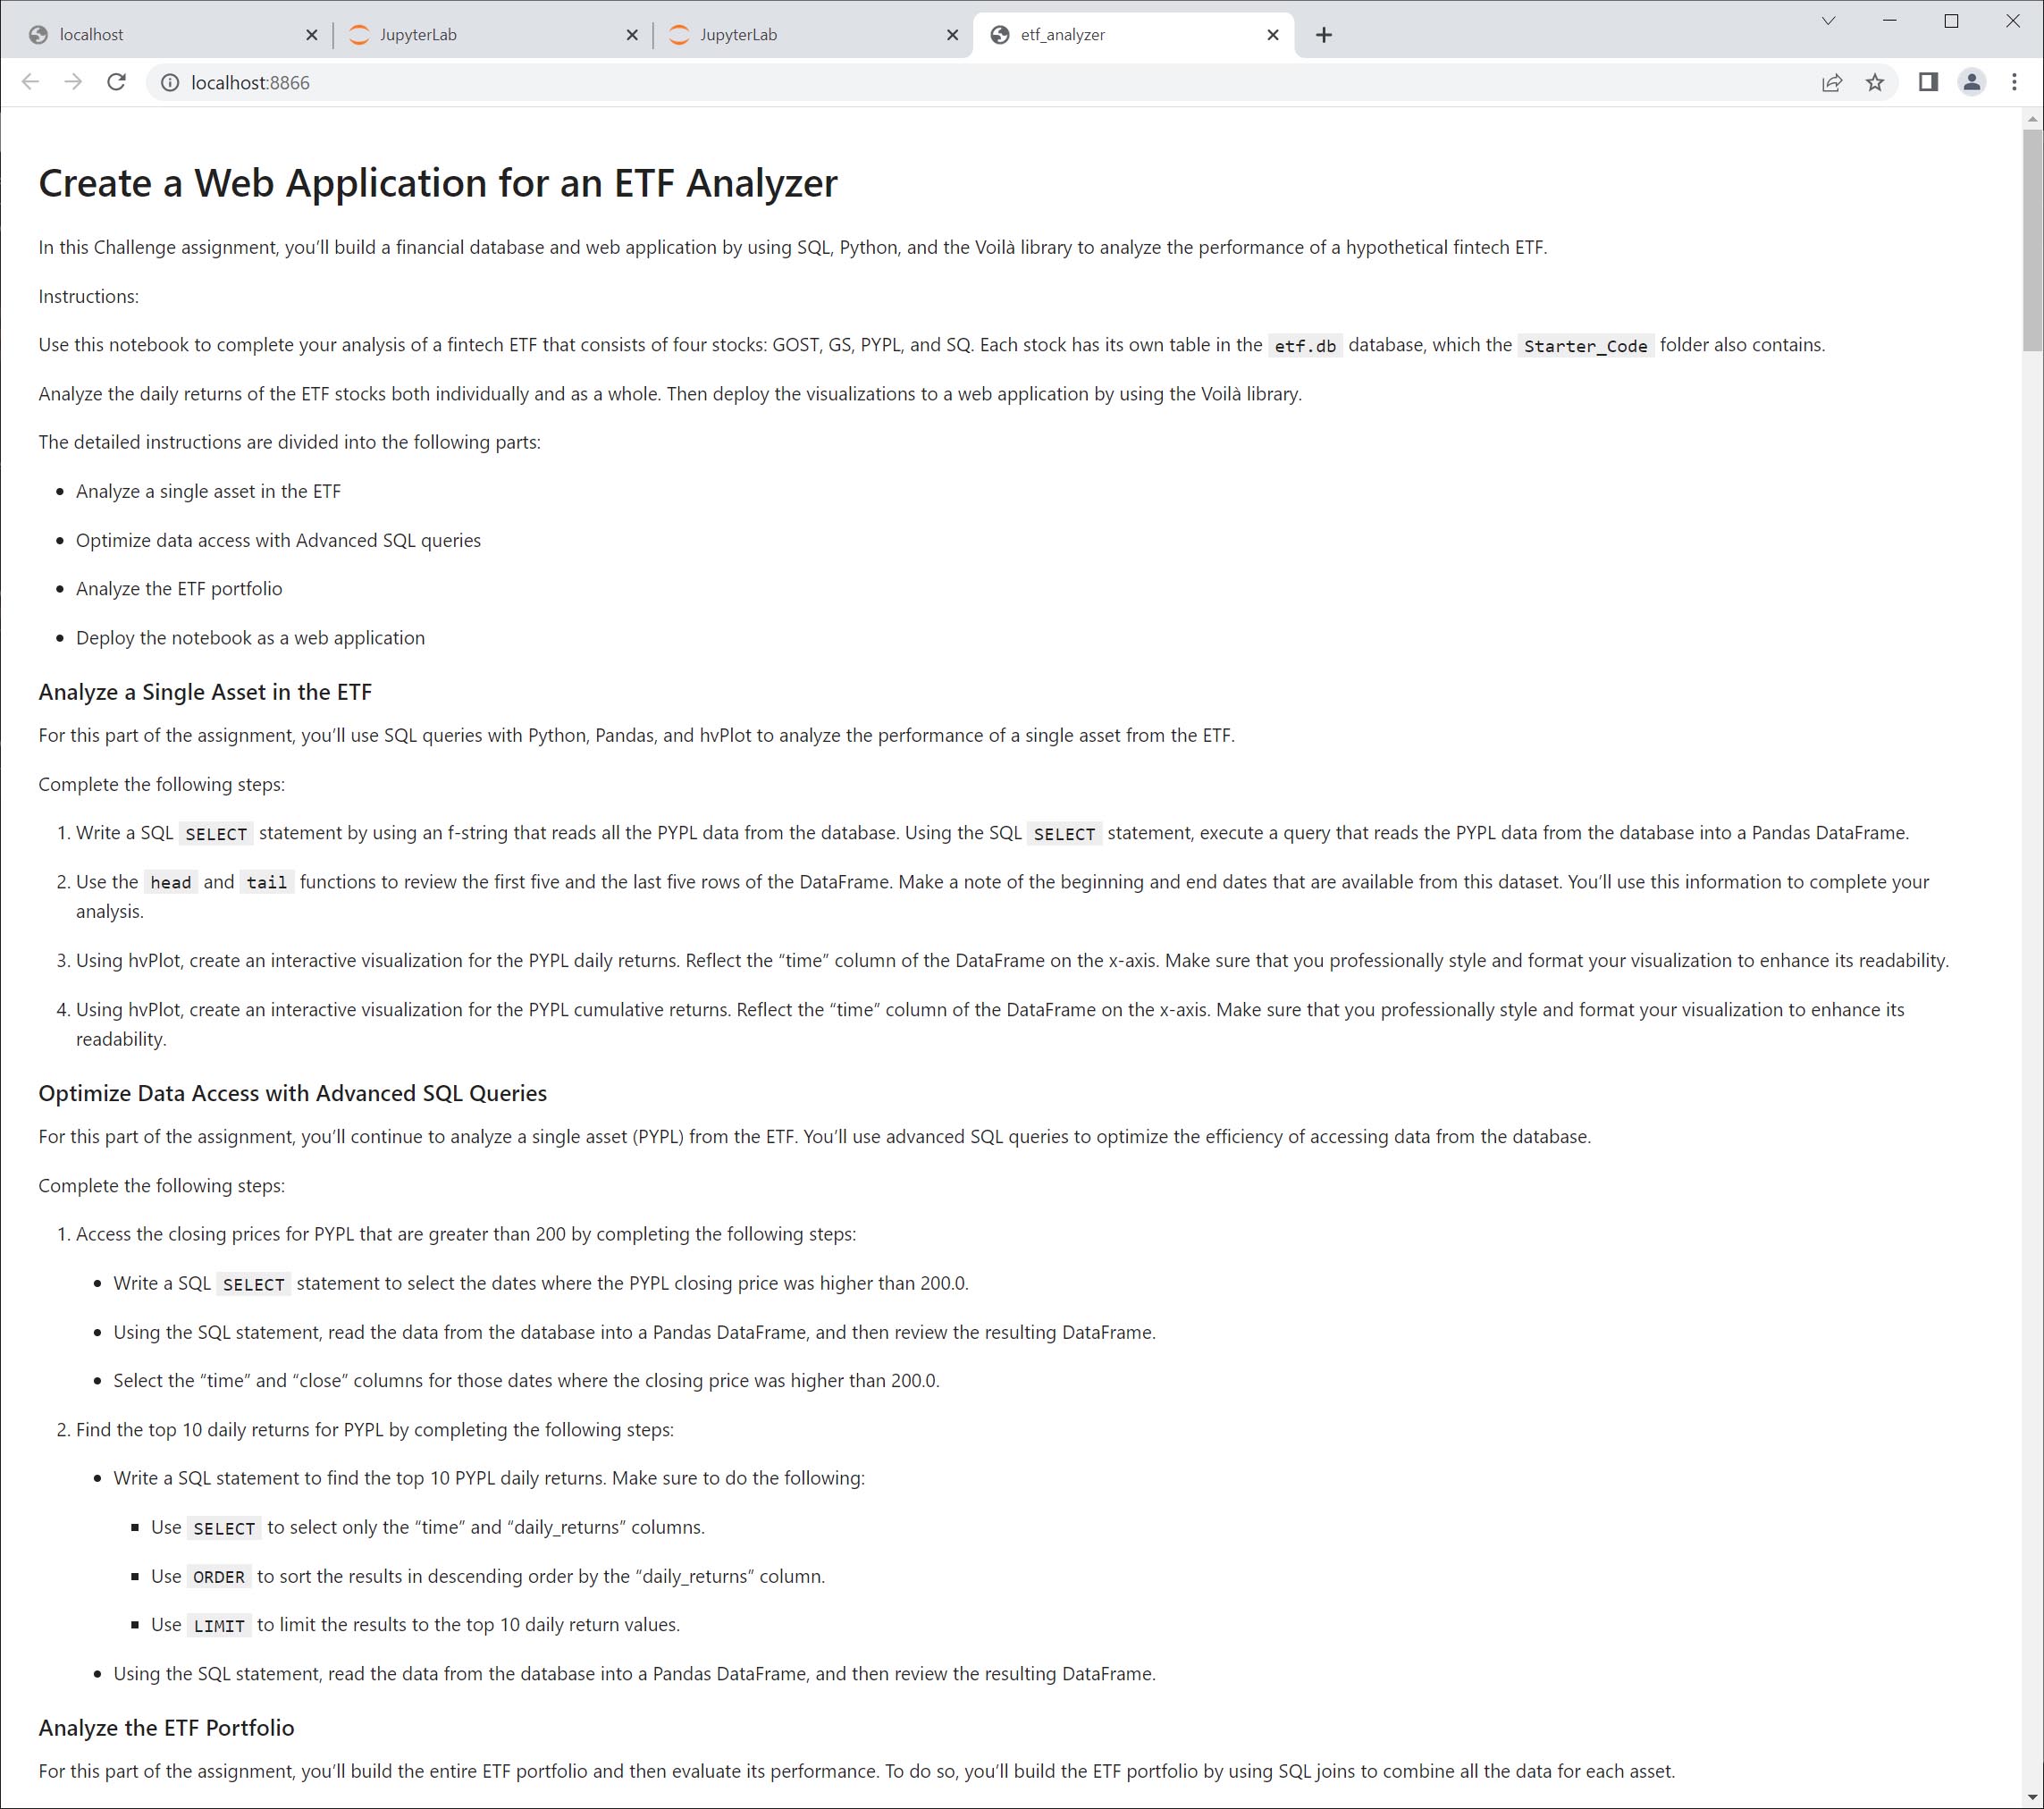 localhost
JupyterLab
JupyterLab
etf_analyzer
localhost:8866
Create a Web Application for an ETF Analyzer
In this Challenge assignment, you’ll build a financial database and web application by using SQL, Python, and the Voilà library to analyze the performance of a hypothetical fintech ETF.
Instructions:
Use this notebook to complete your analysis of a fintech ETF that consists of four stocks: GOST, GS, PYPL, and SQ. Each stock has its own table in the etf.db database, which the Starter_Code folder also contains.
Analyze the daily returns of the ETF stocks both individually and as a whole. Then deploy the visualizations to a web application by using the Voilà library.
The detailed instructions are divided into the following parts:
• Analyze a single asset in the ETF
• Optimize data access with Advanced SQL queries
• Analyze the ETF portfolio
• Deploy the notebook as a web application
Analyze a Single Asset in the ETF
For this part of the assignment, you’ll use SQL queries with Python, Pandas, and hvPlot to analyze the performance of a single asset from the ETF.
Complete the following steps:
1. Write a SQL SELECT statement by using an f-string that reads all the PYPL data from the database. Using the SQL SELECT statement, execute a query that reads the PYPL data from the database into a Pandas DataFrame.
2. Use the head and tail functions to review the first five and the last five rows of the DataFrame. Make a note of the beginning and end dates that are available from this dataset. You’ll use this information to complete your
analysis.
3. Using hvPlot, create an interactive visualization for the PYPL daily returns. Reflect the “time” column of the DataFrame on the x-axis. Make sure that you professionally style and format your visualization to enhance its readability.
4. Using hvPlot, create an interactive visualization for the PYPL cumulative returns. Reflect the “time” column of the DataFrame on the x-axis. Make sure that you professionally style and format your visualization to enhance its
readability.
Optimize Data Access with Advanced SQL Queries
For this part of the assignment, you’ll continue to analyze a single asset (PYPL) from the ETF. You’ll use advanced SQL queries to optimize the efficiency of accessing data from the database.
Complete the following steps:
1. Access the closing prices for PYPL that are greater than 200 by completing the following steps:
• Write a SQL SELECT statement to select the dates where the PYPL closing price was higher than 200.0.
• Using the SQL statement, read the data from the database into a Pandas DataFrame, and then review the resulting DataFrame.
• Select the “time” and “close” columns for those dates where the closing price was higher than 200.0.
2. Find the top 10 daily returns for PYPL by completing the following steps:
• Write a SQL statement to find the top 10 PYPL daily returns. Make sure to do the following:
▪ Use SELECT to select only the “time” and “daily_returns” columns.
▪ Use ORDER to sort the results in descending order by the “daily_returns” column.
▪ Use LIMIT to limit the results to the top 10 daily return values.
• Using the SQL statement, read the data from the database into a Pandas DataFrame, and then review the resulting DataFrame.
Analyze the ETF Portfolio
For this part of the assignment, you’ll build the entire ETF portfolio and then evaluate its performance. To do so, you’ll build the ETF portfolio by using SQL joins to combine all the data for each asset.